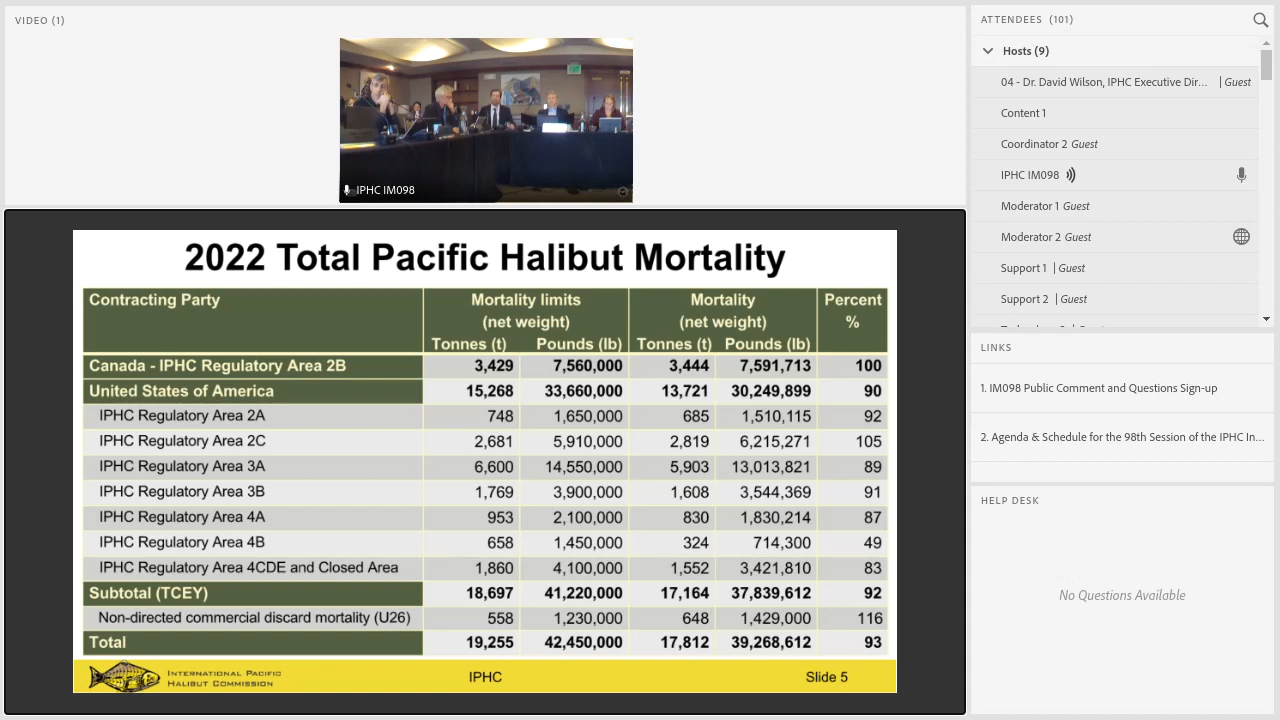 VIDEO (1)
IPHC IM098
2022 Total Pacific Halibut Mortality
Contracting Party Mortality limits (net weight) Mortality (net weight) Percent %
Tonnes (t) Pounds (lb) Tonnes (t) Pounds (lb)
Canada - IPHC Regulatory Area 2B 3,429 7,560,000 3,444 7,591,713 100
United States of America 15,268 33,660,000 13,721 30,249,899 90
IPHC Regulatory Area 2A 748 1,650,000 685 1,510,115 92
IPHC Regulatory Area 2C 2,681 5,910,000 2,819 6,215,271 105
IPHC Regulatory Area 3A 6,600 14,550,000 5,903 13,013,821 89
IPHC Regulatory Area 3B 1,769 3,900,000 1,608 3,544,369 91
IPHC Regulatory Area 4A 953 2,100,000 830 1,830,214 87
IPHC Regulatory Area 4B 658 1,450,000 324 714,300 49
IPHC Regulatory Area 4CDE and Closed Area 1,860 4,100,000 1,552 3,421,810 83
Subtotal (TCEY) 18,697 41,220,000 17,164 37,839,612 92
Non-directed commercial discard mortality (U26) 558 1,230,000 648 1,429,000 116
Total 19,255 42,450,000 17,812 39,268,612 93
INTERNATIONAL PACIFIC
HALIBUT COMMISSION
IPHC
Slide 5
ATTENDEES (101)
Hosts (9)
04 - Dr. David Wilson, IPHC Executive Dir... | Guest
Content 1
Coordinator 2 Guest
IPHC IM098
Moderator 1 Guest
Moderator 2 Guest
Support 1 | Guest
Support 2 | Guest
LINKS
1. IM098 Public Comment and Questions Sign-up
2. Agenda & Schedule for the 98th Session of the IPHC In...
HELP DESK
No Questions Available